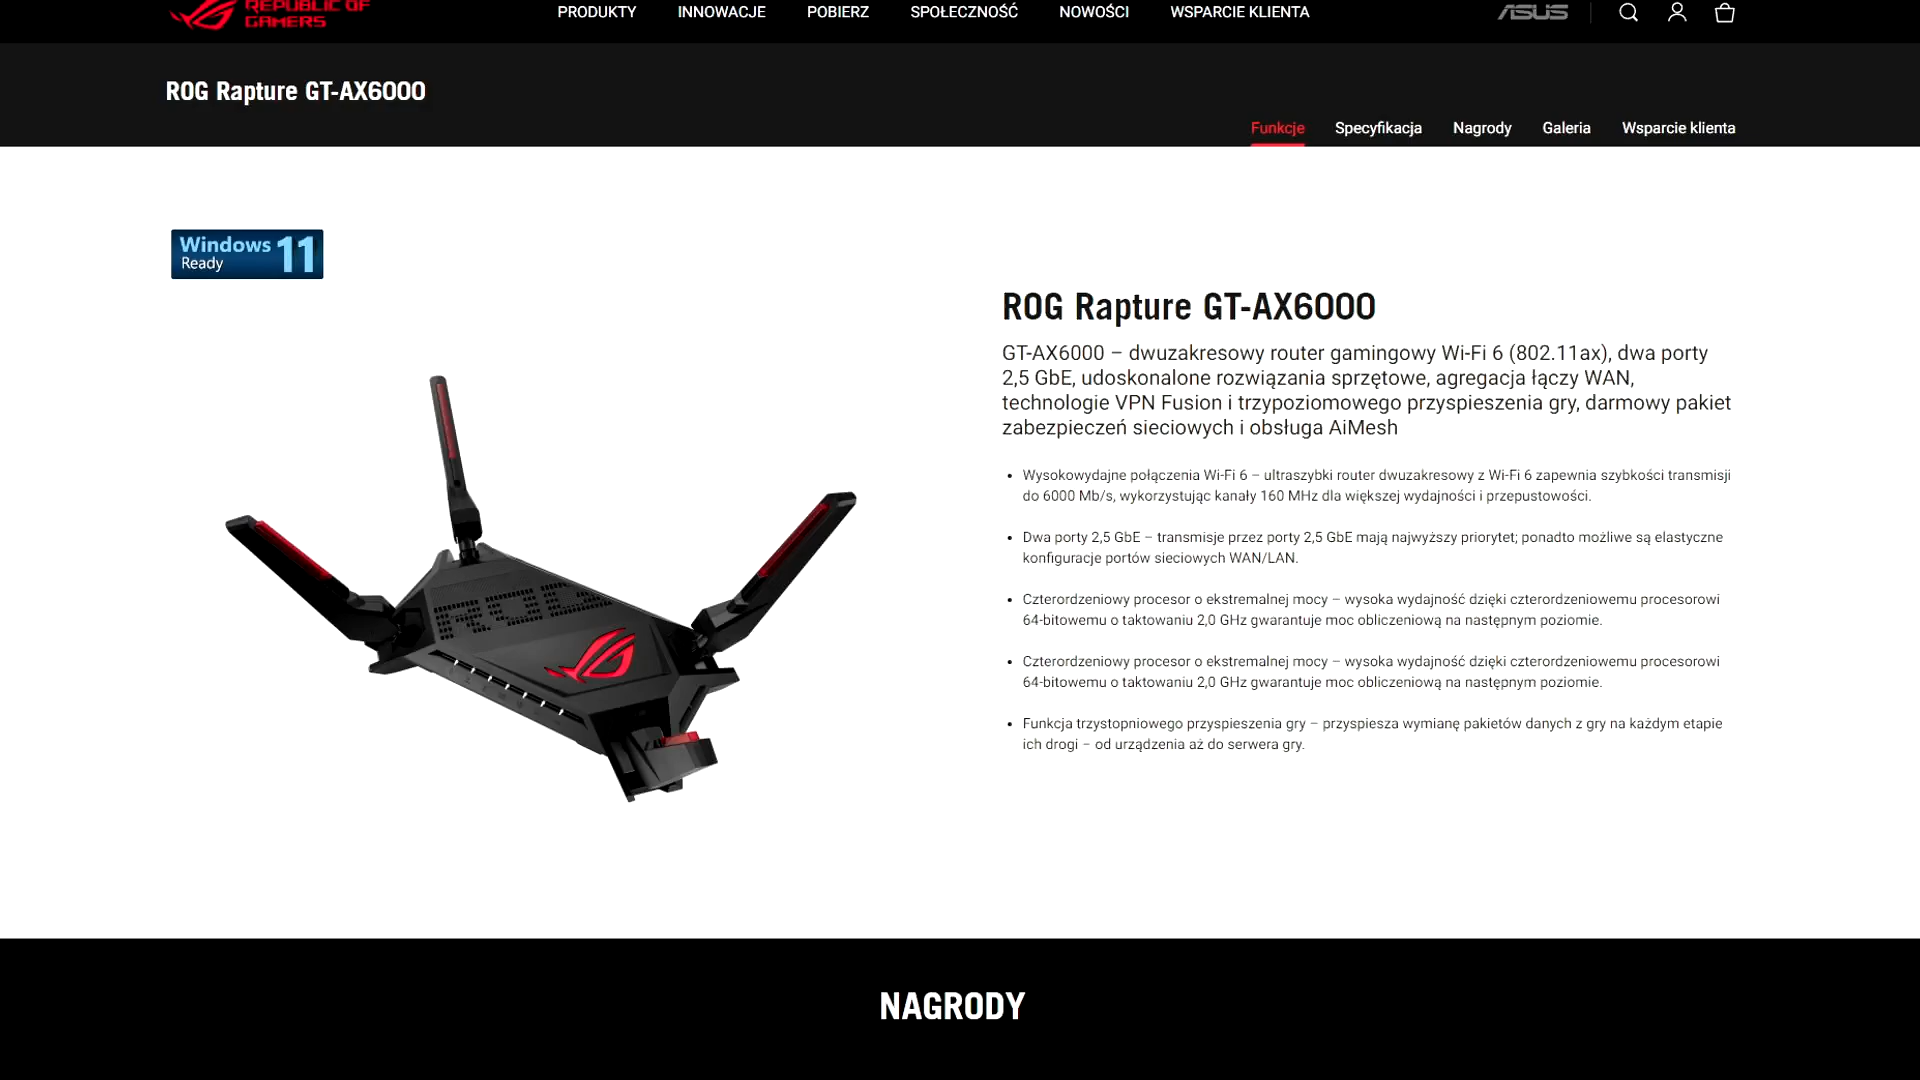 REPUBLIC OF
GAMERS
PRODUKTY INNOWACJE POBIERZ SPOŁECZNOŚĆ NOWOŚCI WSPARCIE KLIENTA
ASUS
ROG Rapture GT-AX6000
Funkcje Specyfikacja Nagrody Galeria Wsparcie klienta
Windows 11
Ready
ROG
ROG Rapture GT-AX6000
GT-AX6000 – dwuzakresowy router gamingowy Wi-Fi 6 (802.11ax), dwa porty
2,5 GbE, udoskonalone rozwiązania sprzętowe, agregacja łączy WAN,
technologie VPN Fusion i trzypoziomowego przyspieszenia gry, darmowy pakiet
zabezpieczeń sieciowych i obsługa AiMesh
• Wysokowydajne połączenia Wi-Fi 6 – ultraszybki router dwuzakresowy z Wi-Fi 6 zapewnia szybkości transmisji
do 6000 Mb/s, wykorzystując kanały 160 MHz dla większej wydajności i przepustowości.
• Dwa porty 2,5 GbE – transmisje przez porty 2,5 GbE mają najwyższy priorytet; ponadto możliwe są elastyczne
konfiguracje portów sieciowych WAN/LAN.
• Czterordzeniowy procesor o ekstremalnej mocy – wysoka wydajność dzięki czterordzeniowemu procesorowi
64-bitowemu o taktowaniu 2,0 GHz gwarantuje moc obliczeniową na następnym poziomie.
• Czterordzeniowy procesor o ekstremalnej mocy – wysoka wydajność dzięki czterordzeniowemu procesorowi
64-bitowemu o taktowaniu 2,0 GHz gwarantuje moc obliczeniową na następnym poziomie.
• Funkcja trzystopniowego przyspieszenia gry – przyspiesza wymianę pakietów danych z gry na każdym etapie
ich drogi – od urządzenia aż do serwera gry.
NAGRODY